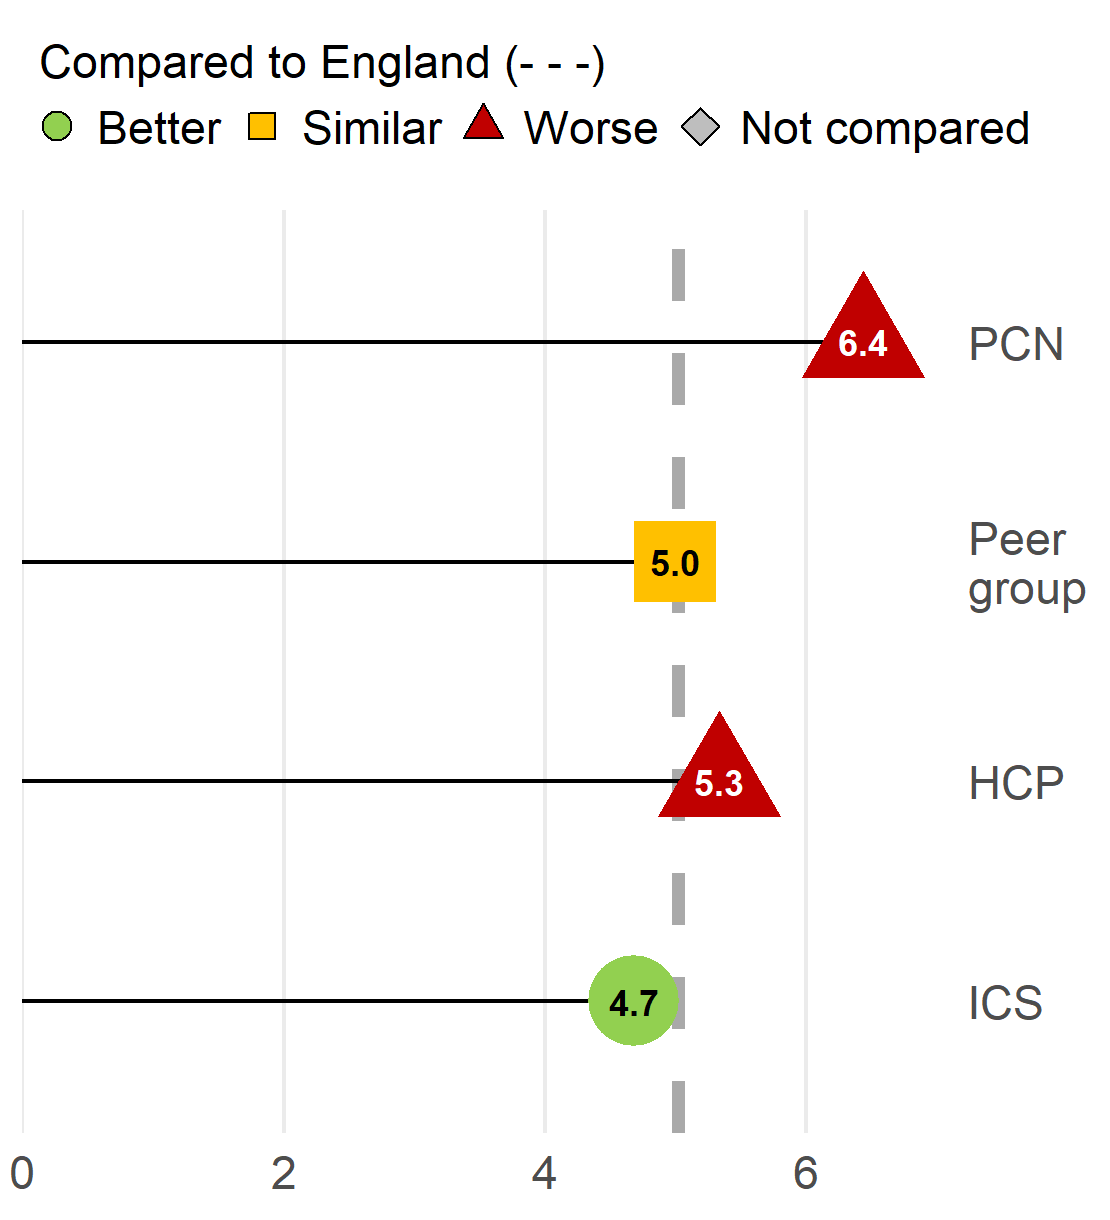 Compared to England (- - -)
Better Similar Worse Not compared
6.4 PCN
5.0 Peer group
5.3 HCP
4.7 ICS
0 2 4 6